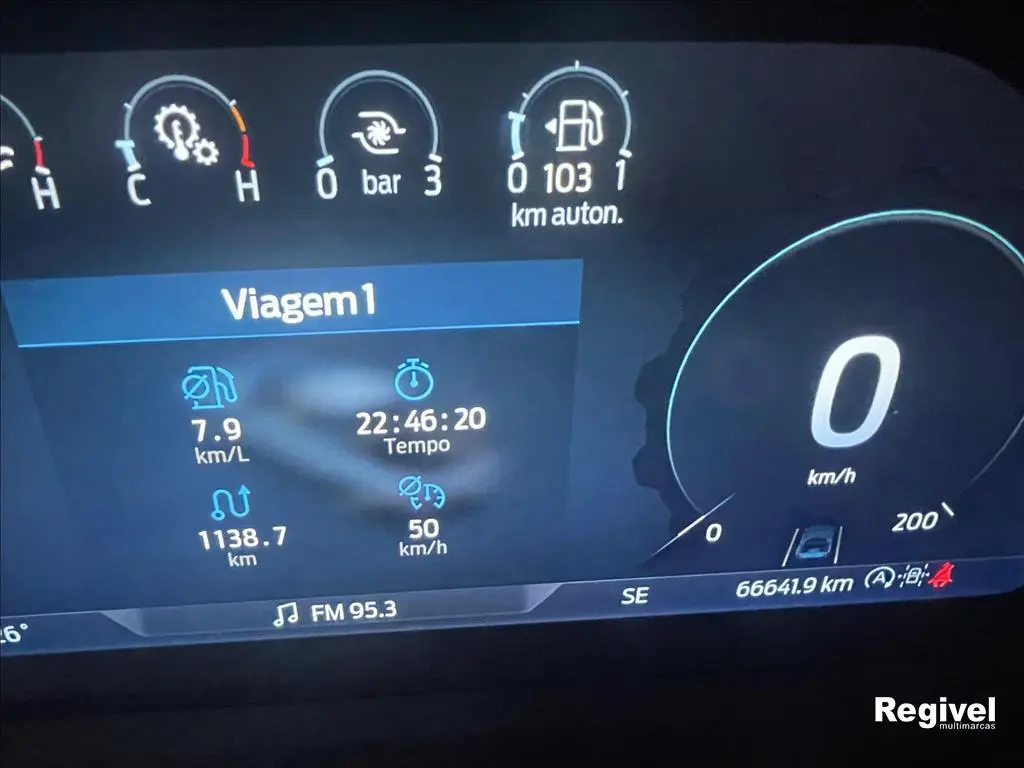 H
C H
0 bar 3
0 103 1
km auton.
Viagem 1
7.9
km/L
22:46:20
Tempo
1138.7
km
50
km/h
0
km/h
0
200
FM 95.3
SE
66641.9 km
A
Regivel
multimarcas